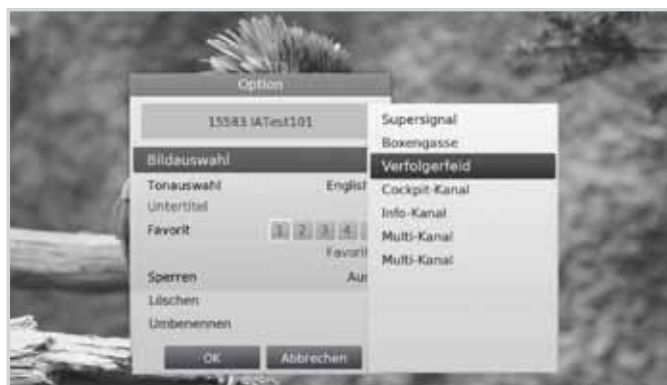 Option
15583 IATest101
Bildauswahl
Tonauswahl English
Untertitel
Favorit 1 2 3 4
Favorit
Sperren Aus
Löschen
Umbenennen
OK Abbrechen
Supersignal
Boxengasse
Verfolgerfeid
Cockpit-Kanal
Info-Kanal
Multi-Kanal
Multi-Kanal